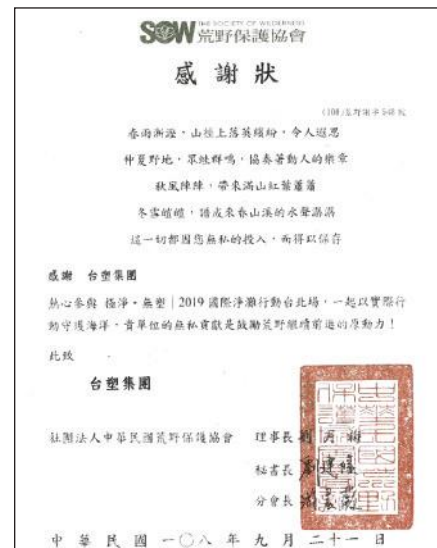 SOW THE SOCIETY OF WILDERNESS
荒野保護協會
感謝狀
春雨漸歇，山徑上落英繽紛，令人遐思
仲夏野地，眾蛙群鳴，協奏著動人的樂章
秋風陣陣，帶來滿山紅葉蕭蕭
冬雪皚皚，譜成來春山溪的水聲潺潺
這一切都因您無私的投入，而得以保存
感謝 台塑集團
熱心參與 極淨・無塑｜2019 國際淨灘行動台北場，一起以實際行
動守護海洋，貴單位的無私貢獻是鼓勵荒野繼續前進的原動力！
此致
台塑集團
社團法人中華民國荒野保護協會 理事長
秘書長
分會長
中華民國一〇八年九月二十一日